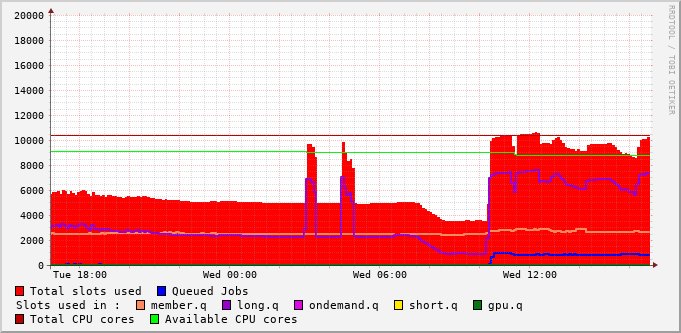 20000
18000
16000
14000
12000
10000
8000
6000
4000
2000
0
Tue 18:00 Wed 00:00 Wed 06:00 Wed 12:00
RRDTOOL / TOBI OETIKER
Total slots used Queued Jobs
Slots used in : member.q long.q ondemand.q short.q gpu.q
Total CPU cores Available CPU cores